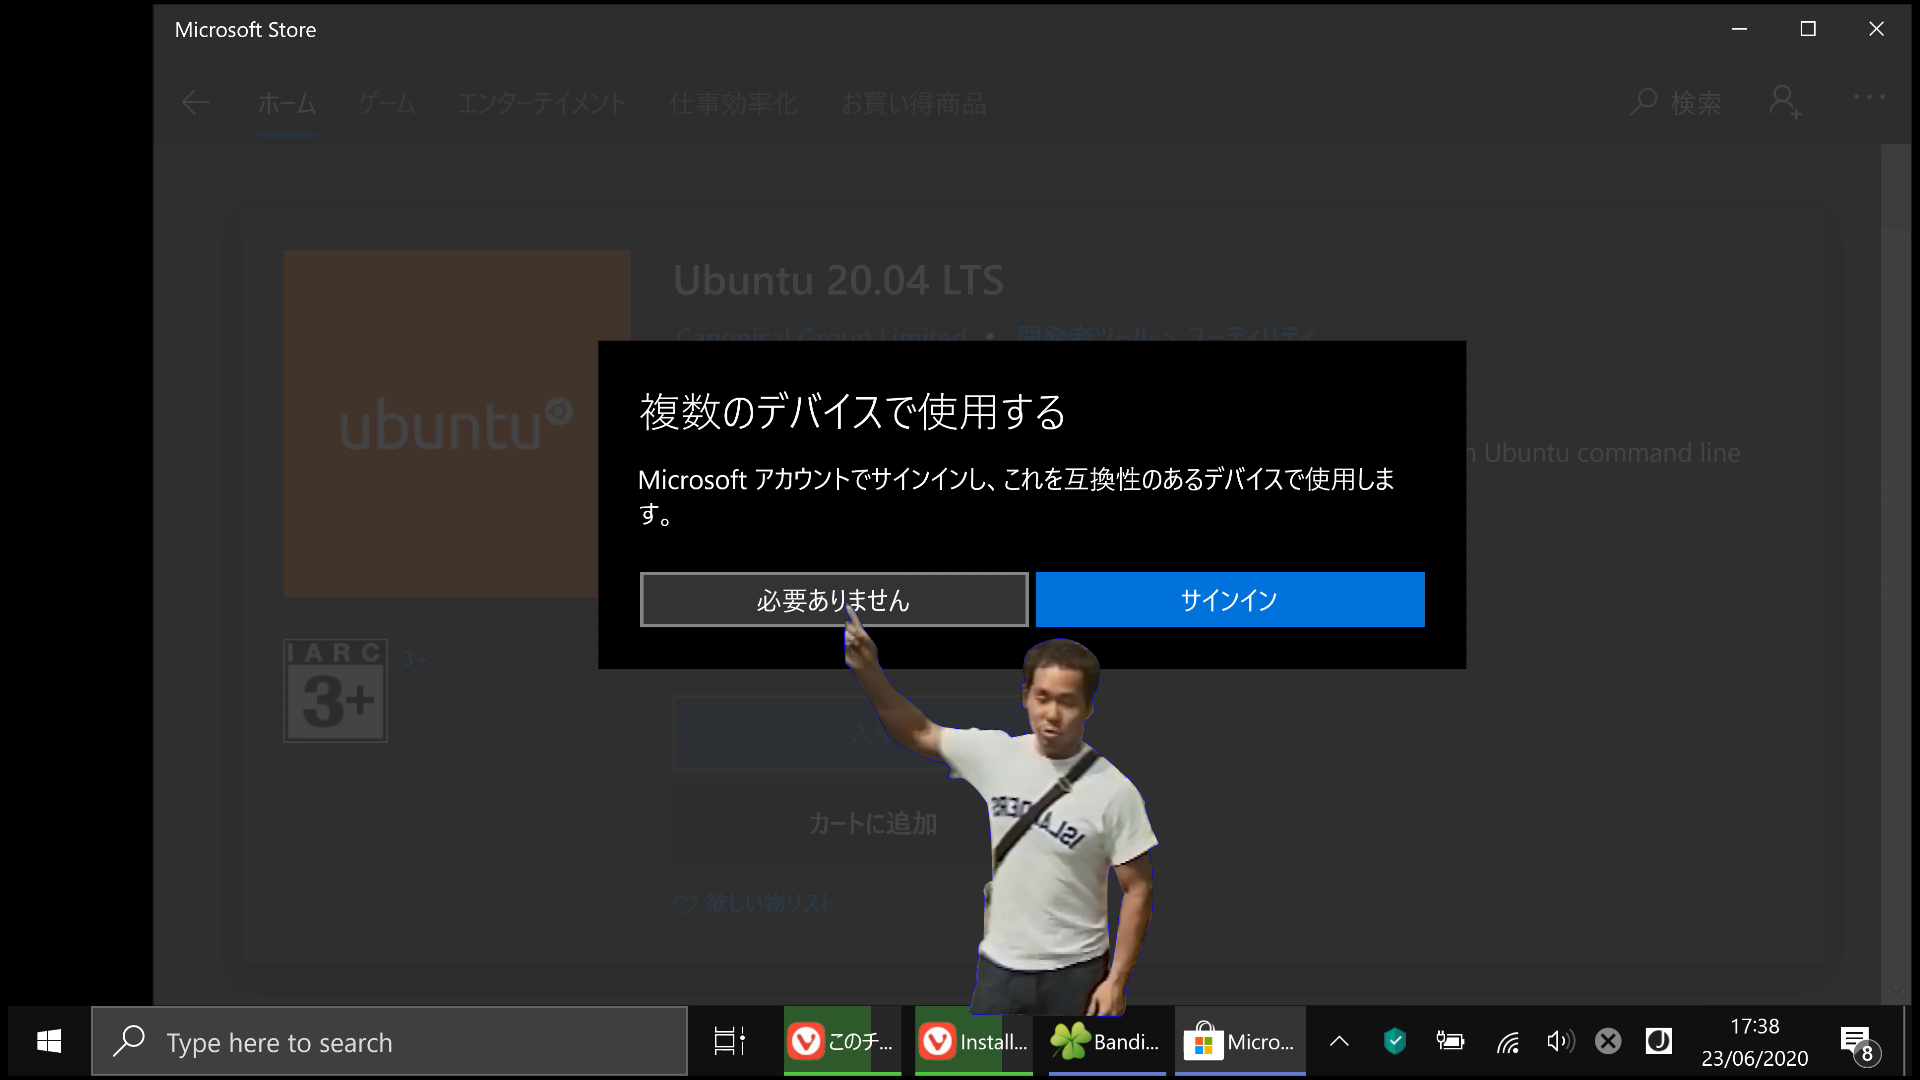 Microsoft Store
ホーム ゲーム エンターテイメント 仕事効率化 お買い得商品 検索
Ubuntu 20.04 LTS
Canonical Group Limited • 開発者ツール > ユーティリティ
ubuntu
Ubuntu command line
複数のデバイスで使用する
Microsoft アカウントでサインインし、これを互換性のあるデバイスで使用しま
す。
必要ありません サインイン
IARC
3+
3+
カートに追加
欲しい物リスト
Type here to search
このチ...
Install...
Bandi...
Micro...
17:38
23/06/2020
8